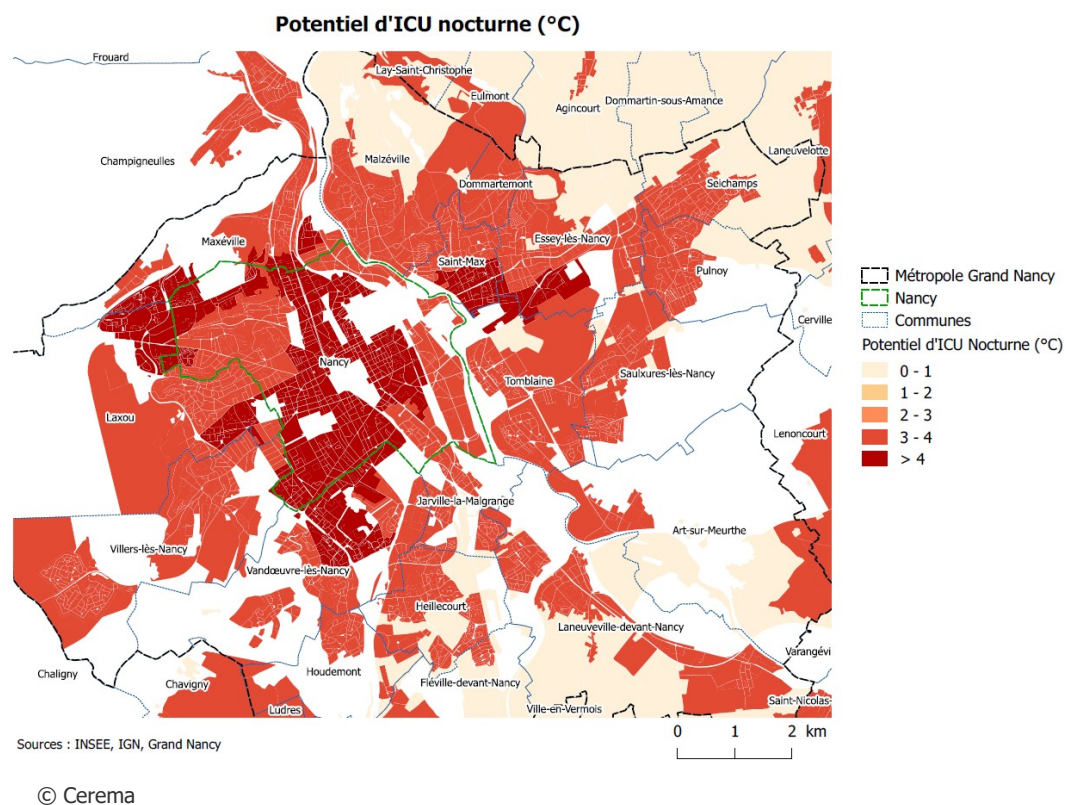 Potentiel d'ICU nocturne (°C)
Frouard
Lay-Saint-Christophe
Eulmont
Agincourt
Dommartin-sous-Amance
Laneuvelotte
Champigneulles
Malzéville
Dommartemont
Seichamps
Maxéville
Essey-lès-Nancy
Saint-Max
Pulnoy
Cerville
Nancy
Tomblaine
Saulxures-lès-Nancy
Laxou
Lenoncourt
Jarville-la-Malgrange
Art-sur-Meurthe
Villers-lès-Nancy
Vandœuvre-lès-Nancy
Heillecourt
Laneuveville-devant-Nancy
Varangévi
Chaligny
Chavigny
Houdemont
Fléville-devant-Nancy
Ludres
Ville-en-Vermois
Saint-Nicolas-
Métropole Grand Nancy
Nancy
Communes
Potentiel d'ICU Nocturne (°C)
0 - 1
1 - 2
2 - 3
3 - 4
> 4
Sources : INSEE, IGN, Grand Nancy
0 1 2 km
© Cerema